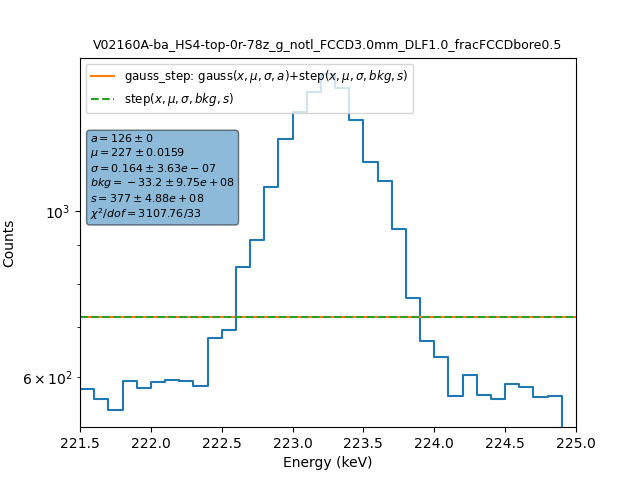 V02160A-ba_HS4-top-0r-78z_g_notl_FCCD3.0mm_DLF1.0_fracFCCDbore0.5
gauss_step: gauss(x, μ, σ, a)+step(x, μ, σ, bkg, s)
step(x, μ, σ, bkg, s)
a = 126 ± 0
μ = 227 ± 0.0159
σ = 0.164 ± 3.63e − 07
bkg = −33.2 ± 9.75e + 08
s = 377 ± 4.88e + 08
χ²/dof = 3107.76/33
10³
6 × 10²
Counts
221.5 222.0 222.5 223.0 223.5 224.0 224.5 225.0
Energy (keV)